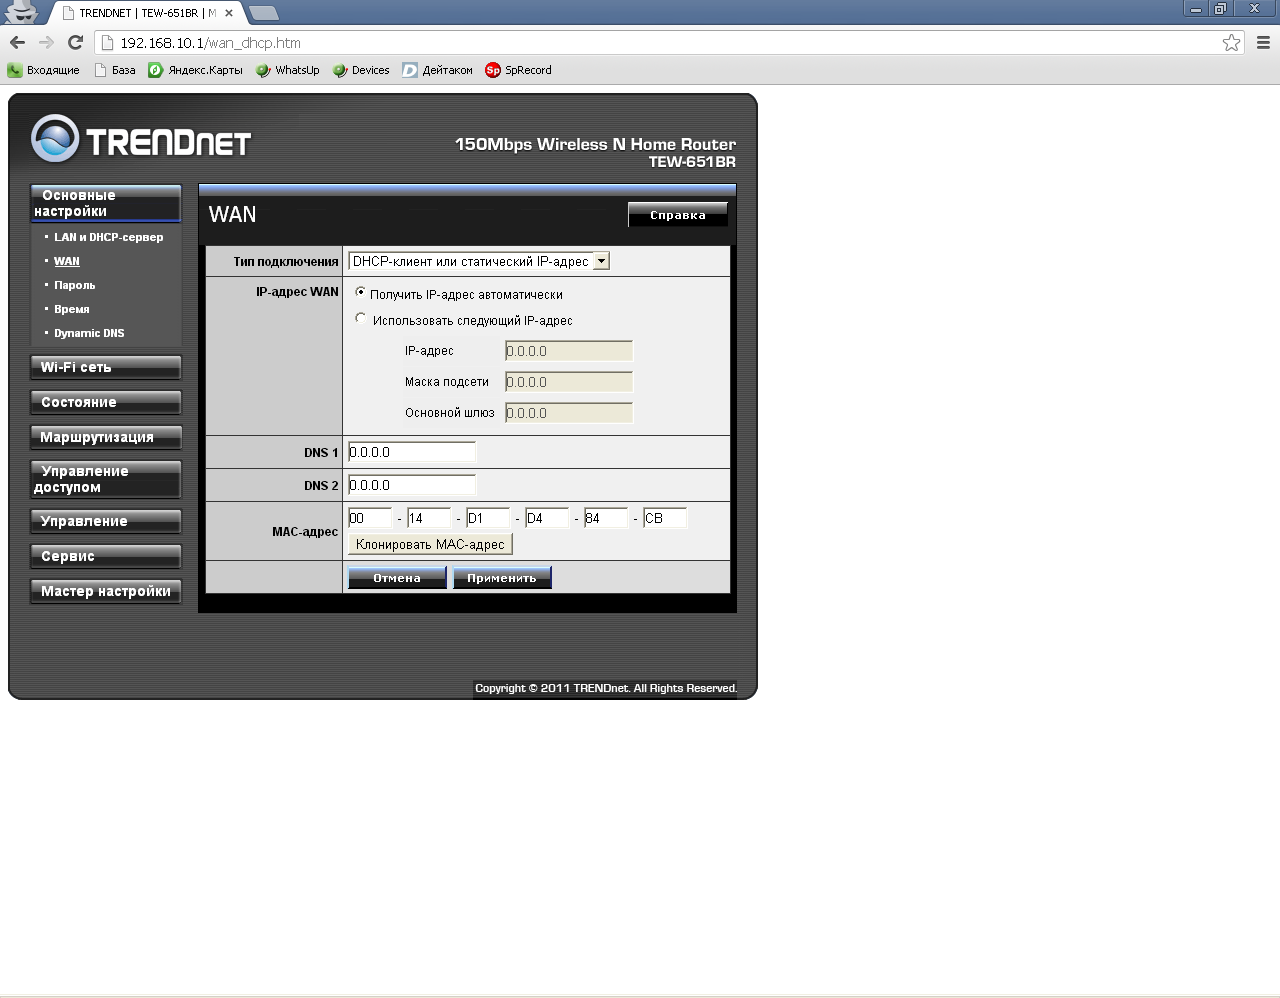 TRENDNET | TEW-651BR | M
192.168.10.1/wan_dhcp.htm
Входящие База Яндекс.Карты WhatsUp Devices Дейтаком SpRecord
TRENDNET
150Mbps Wireless N Home Router
TEW-651BR
Основные настройки
LAN и DHCP-сервер
WAN
Пароль
Время
Dynamic DNS
Wi-Fi сеть
Состояние
Маршрутизация
Управление доступом
Управление
Сервис
Мастер настройки
WAN
Справка
Тип подключения DHCP-клиент или статический IP-адрес
IP-адрес WAN Получить IP-адрес автоматически
Использовать следующий IP-адрес
IP-адрес 0.0.0.0
Маска подсети 0.0.0.0
Основной шлюз 0.0.0.0
DNS 1 0.0.0.0
DNS 2 0.0.0.0
MAC-адрес 00 - 14 - D1 - D4 - 84 - CB
Клонировать MAC-адрес
Отмена Применить
Copyright © 2011 TRENDnet. All Rights Reserved.